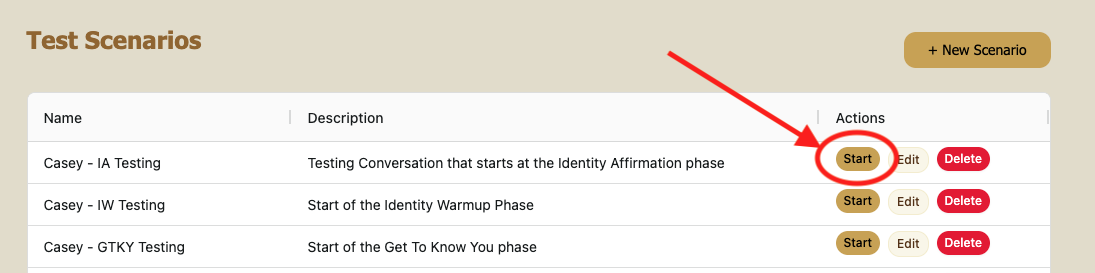 Test Scenarios
+ New Scenario
Name Description Actions
Casey - IA Testing Testing Conversation that starts at the Identity Affirmation phase Start Edit Delete
Casey - IW Testing Start of the Identity Warmup Phase Start Edit Delete
Casey - GTKY Testing Start of the Get To Know You phase Start Edit Delete